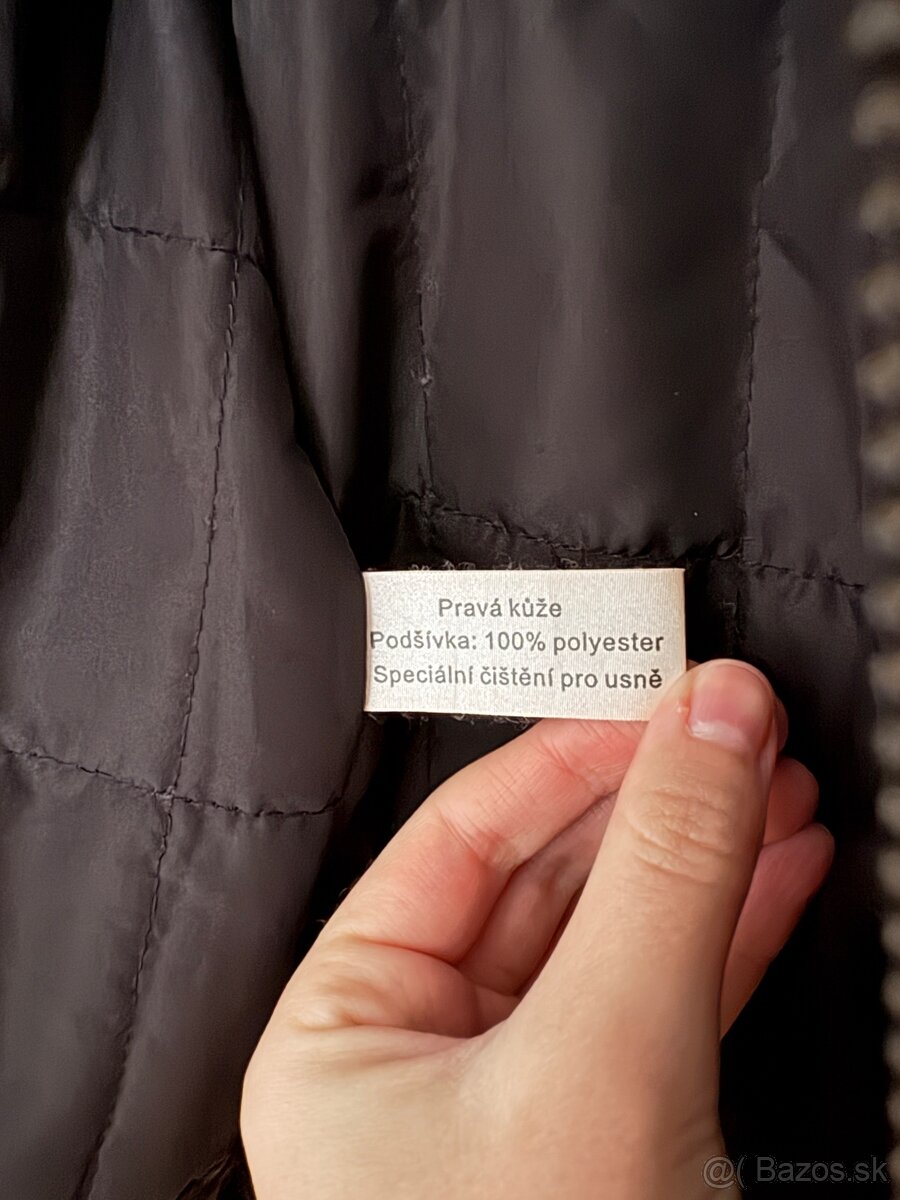 Pravá kůže
Podšívka: 100% polyester
Speciální čištění pro usně
@( Bazos.sk